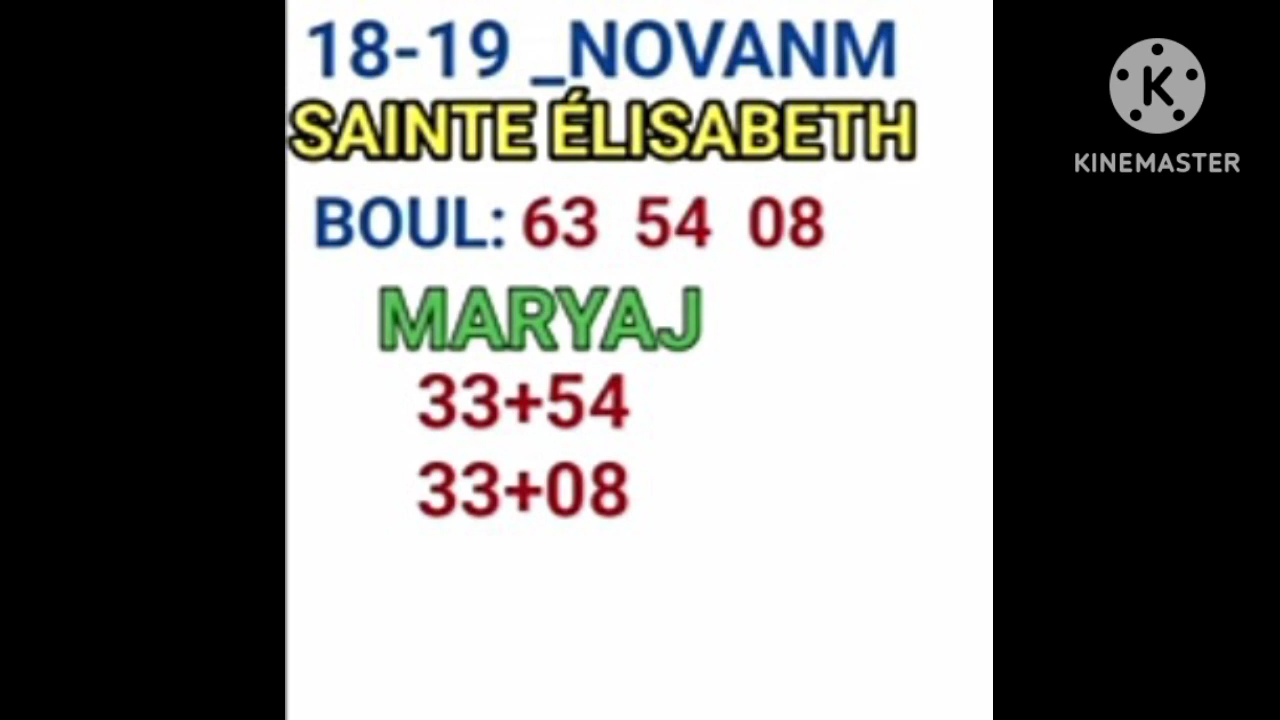 18-19 _NOVANM
SAINTE ÉLISABETH
BOUL: 63 54 08
MARYAJ
33+54
33+08
K
KINEMASTER